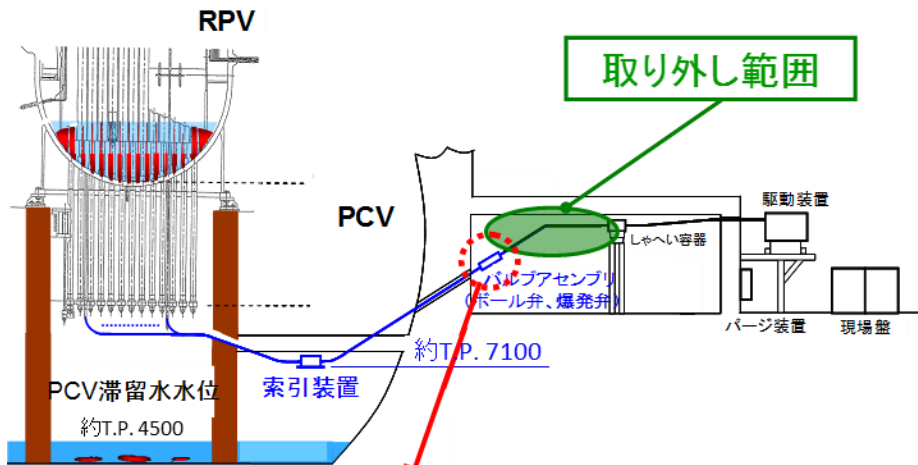 RPV
取り外し範囲
PCV
駆動装置
しゃへい容器
バルブアセンブリ
(ボール弁、爆発弁)
パージ装置
現場盤
約T.P. 7100
索引装置
PCV滞留水水位
約T.P. 4500